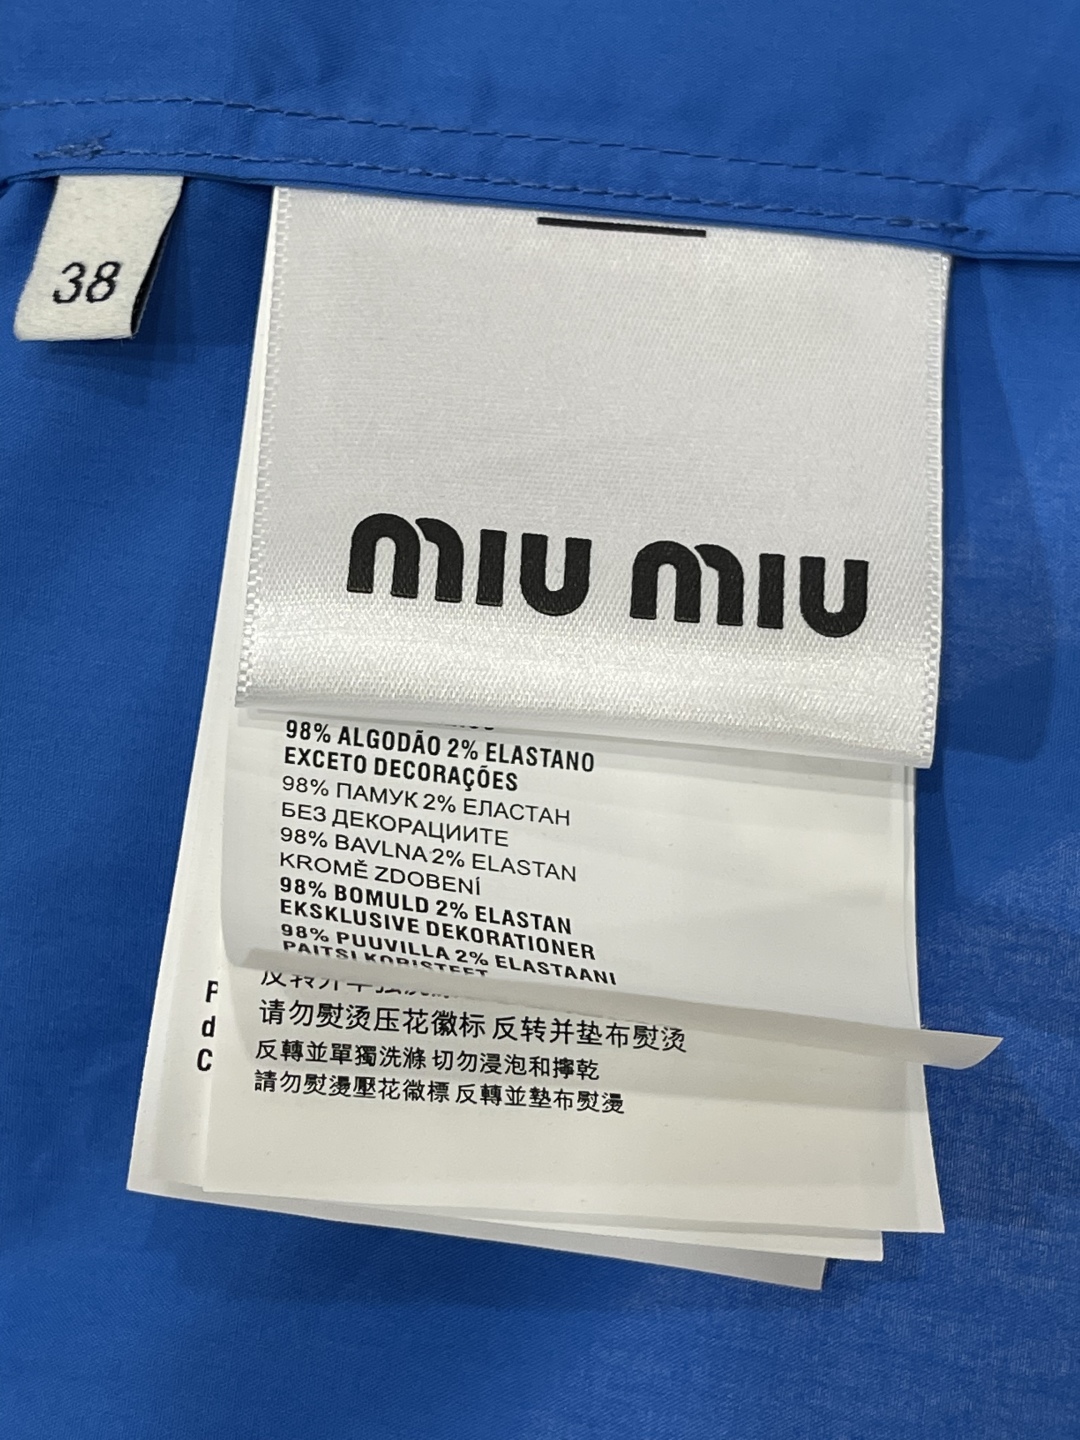 38
MIU MIU
98% ALGODÃO 2% ELASTANO
EXCETO DECORAÇÕES
98% ПАМУК 2% ЕЛАСТАН
БЕЗ ДЕКОРАЦИИТЕ
98% BAVLNA 2% ELASTAN
KROMĚ ZDOBENÍ
98% BOMULD 2% ELASTAN
EKSKLUSIVE DEKORATIONER
98% PUUVILLA 2% ELASTAANI
PAITSI KORISTEET
请勿熨烫压花徽标 反转并垫布熨烫
反轉並單獨洗滌 切勿浸泡和擰乾
請勿熨燙壓花徽標 反轉並墊布熨燙
P
d
C